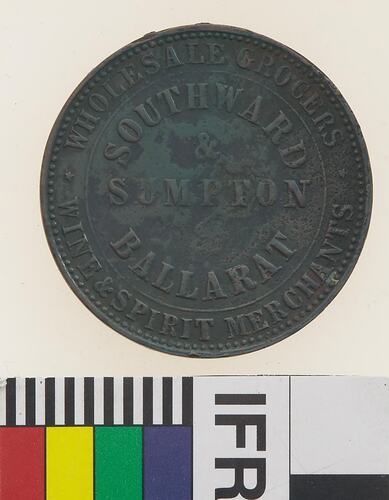 WHOLESALE GROCERS
SOUTHWARD
&
SUMPTON
BALLARAT
WINE & SPIRIT MERCHANTS
IFR